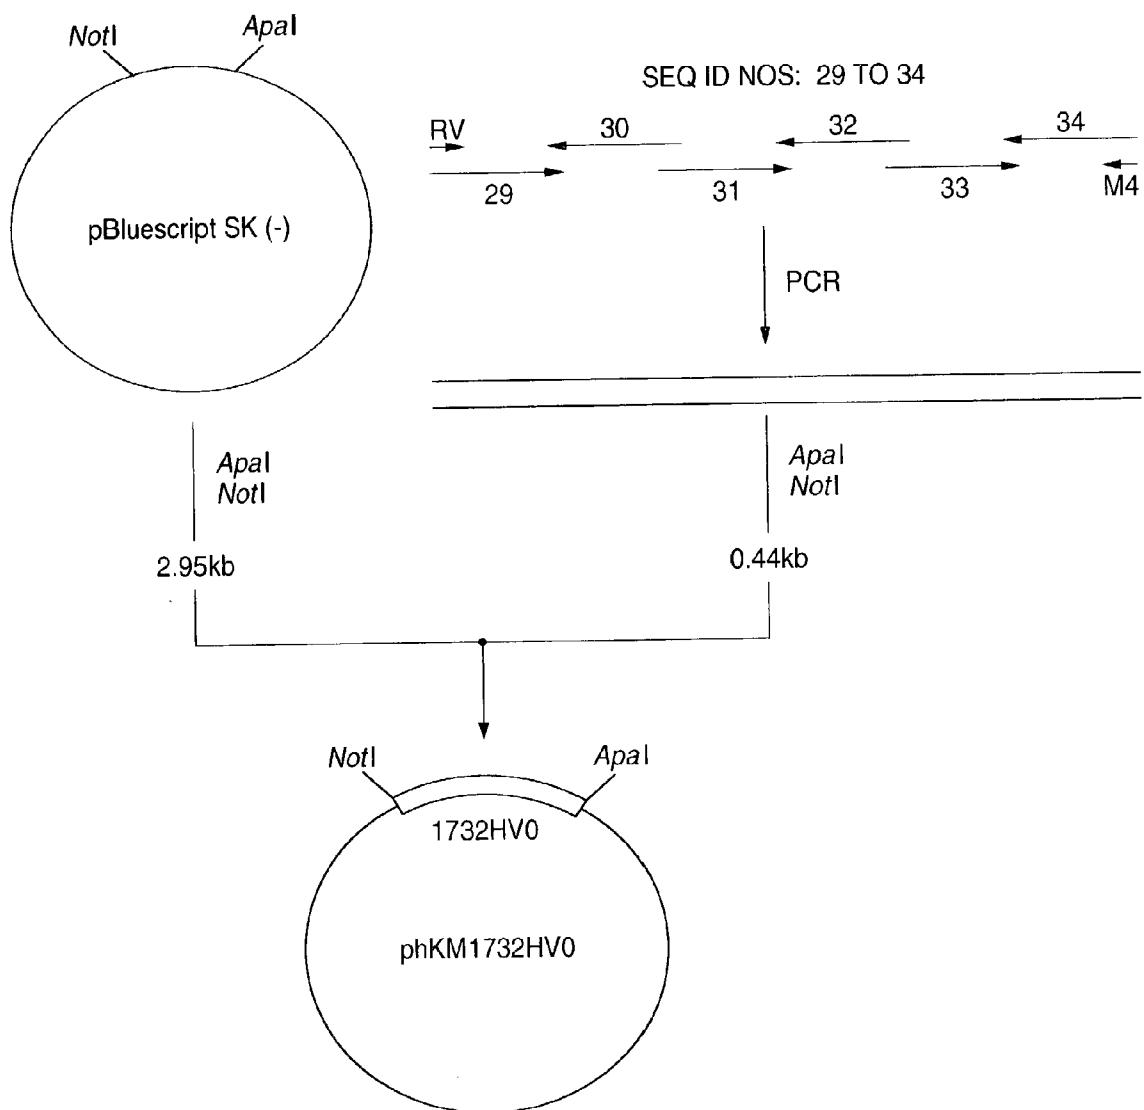 NotI
ApaI
pBluescript SK (-)
SEQ ID NOS: 29 TO 34
RV
30
32
34
29
31
33
M4
PCR
ApaI
NotI
ApaI
NotI
2.95kb
0.44kb
NotI
ApaI
1732HV0
phKM1732HV0